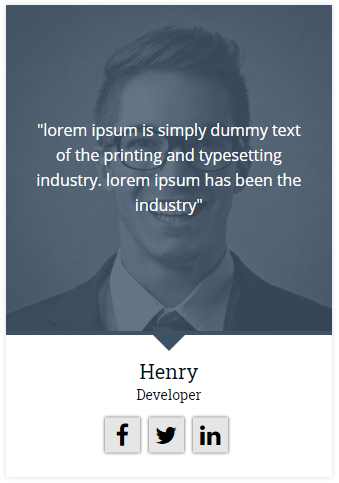 "lorem ipsum is simply dummy text
of the printing and typesetting
industry. lorem ipsum has been the
industry"
Henry
Developer